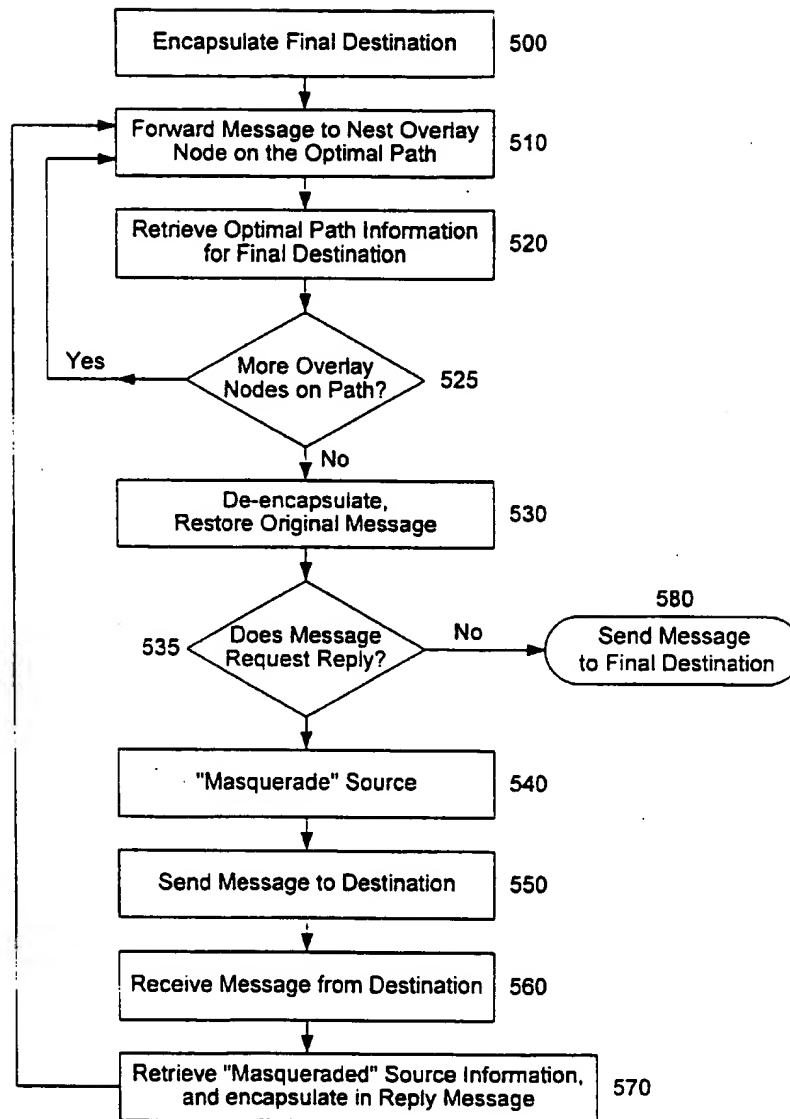 Encapsulate Final Destination
500
Forward Message to Nest Overlay
Node on the Optimal Path
510
Retrieve Optimal Path Information
for Final Destination
520
Yes
More Overlay
Nodes on Path?
525
No
De-encapsulate,
Restore Original Message
530
535
Does Message
Request Reply?
No
580
Send Message
to Final Destination
"Masquerade" Source
540
Send Message to Destination
550
Receive Message from Destination
560
Retrieve "Masqueraded" Source Information,
and encapsulate in Reply Message
570